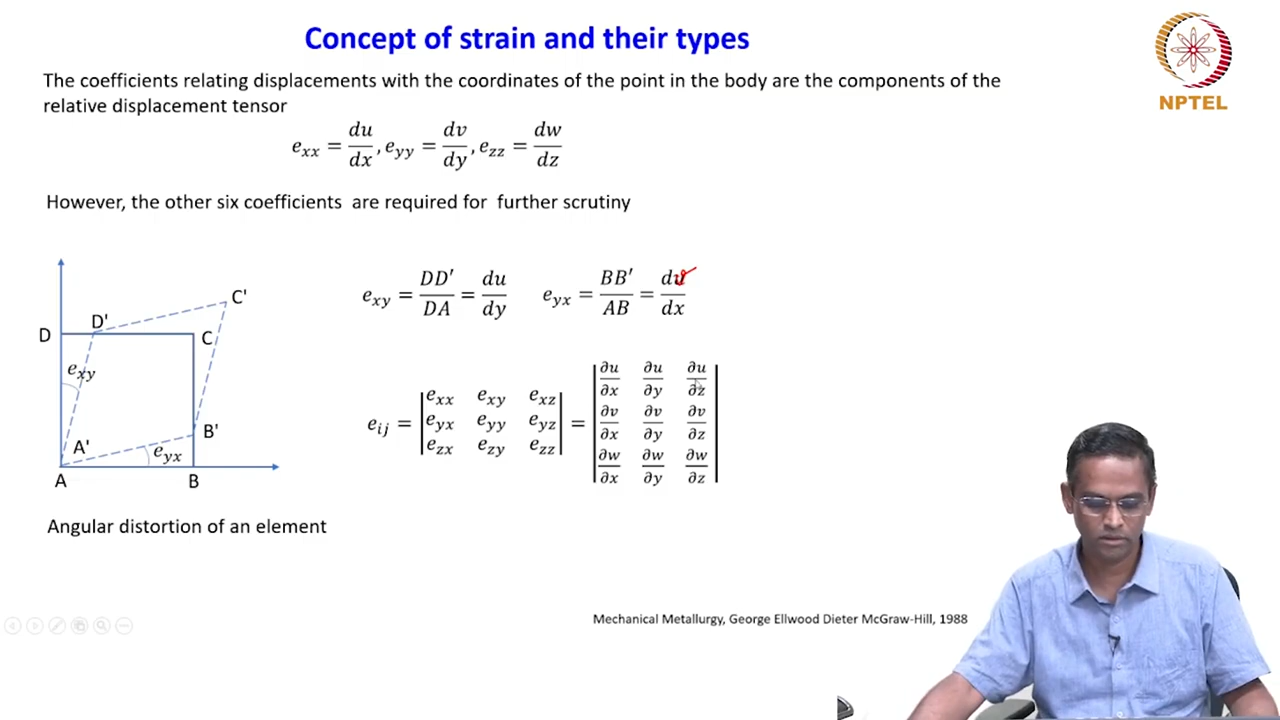 Concept of strain and their types
NPTEL
The coefficients relating displacements with the coordinates of the point in the body are the components of the
relative displacement tensor
e_xx = du/dx, e_yy = dv/dy, e_zz = dw/dz
However, the other six coefficients are required for further scrutiny
e_xy = DD'/DA = du/dy e_yx = BB'/AB = dv/dx
C'
D D' C
e_xy
A' B'
e_yx
A B
e_ij = |e_xx e_xy e_xz| = |∂u/∂x ∂u/∂y ∂u/∂z|
|e_yx e_yy e_yz| |∂v/∂x ∂v/∂y ∂v/∂z|
|e_zx e_zy e_zz| |∂w/∂x ∂w/∂y ∂w/∂z|
Angular distortion of an element
Mechanical Metallurgy, George Ellwood Dieter McGraw-Hill, 1988